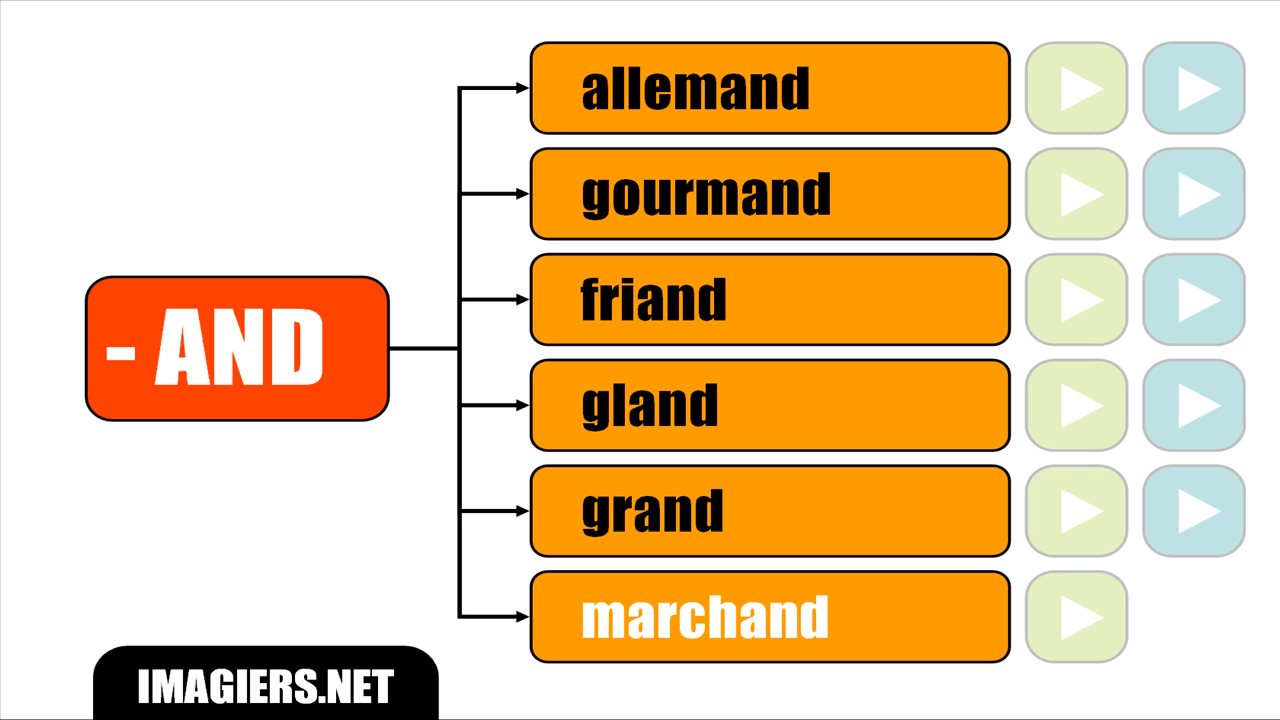 allemand
gourmand
friand
- AND
gland
grand
marchand
IMAGIERS.NET